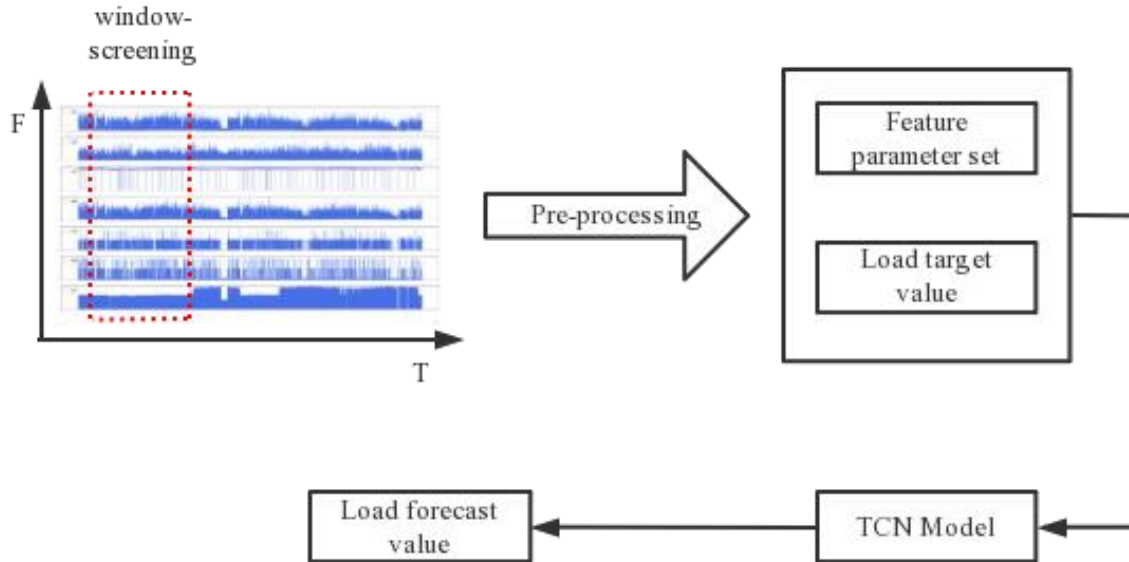 window-
screening
F
T
Pre-processing
Feature
parameter set
Load target
value
Load forecast
value
TCN Model